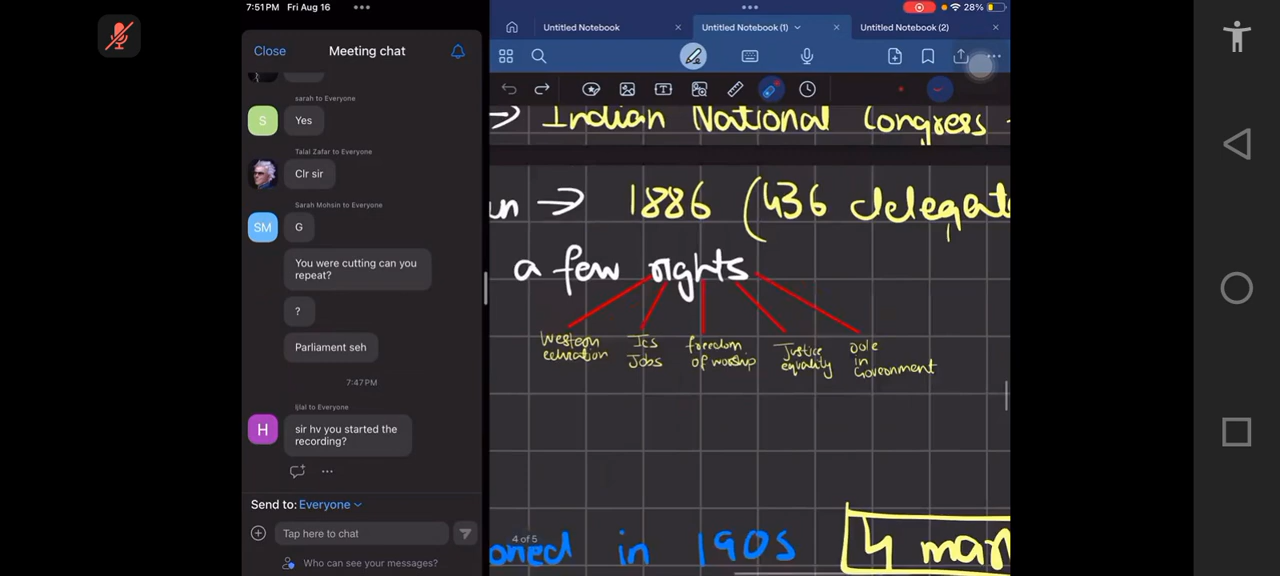 7:51 PM Fri Aug 16
28%
Close
Meeting chat
sarah to Everyone
S
Yes
Talal Zafar to Everyone
Clr sir
Sarah Mohsin to Everyone
SM
G
You were cutting can you
repeat?
?
Parliament seh
7:47 PM
Ijlal to Everyone
H
sir hv you started the
recording?
Send to: Everyone
Tap here to chat
Who can see your messages?
Untitled Notebook
Untitled Notebook (1)
Untitled Notebook (2)
→ Indian National Congress
→ 1886 (436 delegat
a few rights
Western
education
ICS
Jobs
freedom
of worship
Justice
equality
in
Government
4 of 5
oned in 1905
4 mar